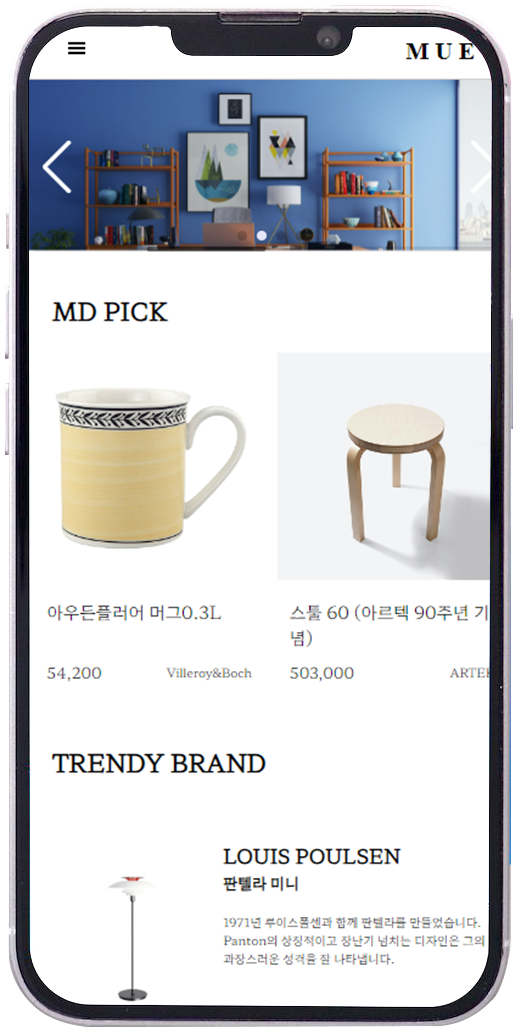 MUE
MD PICK
아우든플러어 머그0.3L
스툴 60 (아르텍 90주년 기
념)
54,200
Villeroy&Boch
503,000
ARTE
TRENDY BRAND
LOUIS POULSEN
판텔라 미니
1971년 루이스폴센과 함께 판텔라를 만들었습니다.
Panton의 상징적이고 장난기 넘치는 디자인은 그의
과장스러운 성격을 잘 나타냅니다.